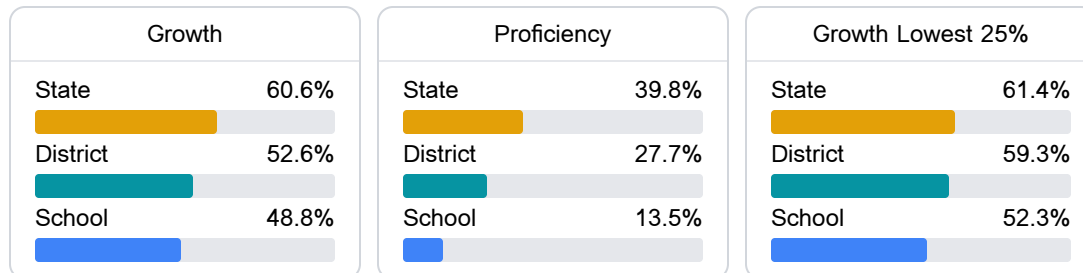 Growth
State 60.6%
District 52.6%
School 48.8%
Proficiency
State 39.8%
District 27.7%
School 13.5%
Growth Lowest 25%
State 61.4%
District 59.3%
School 52.3%